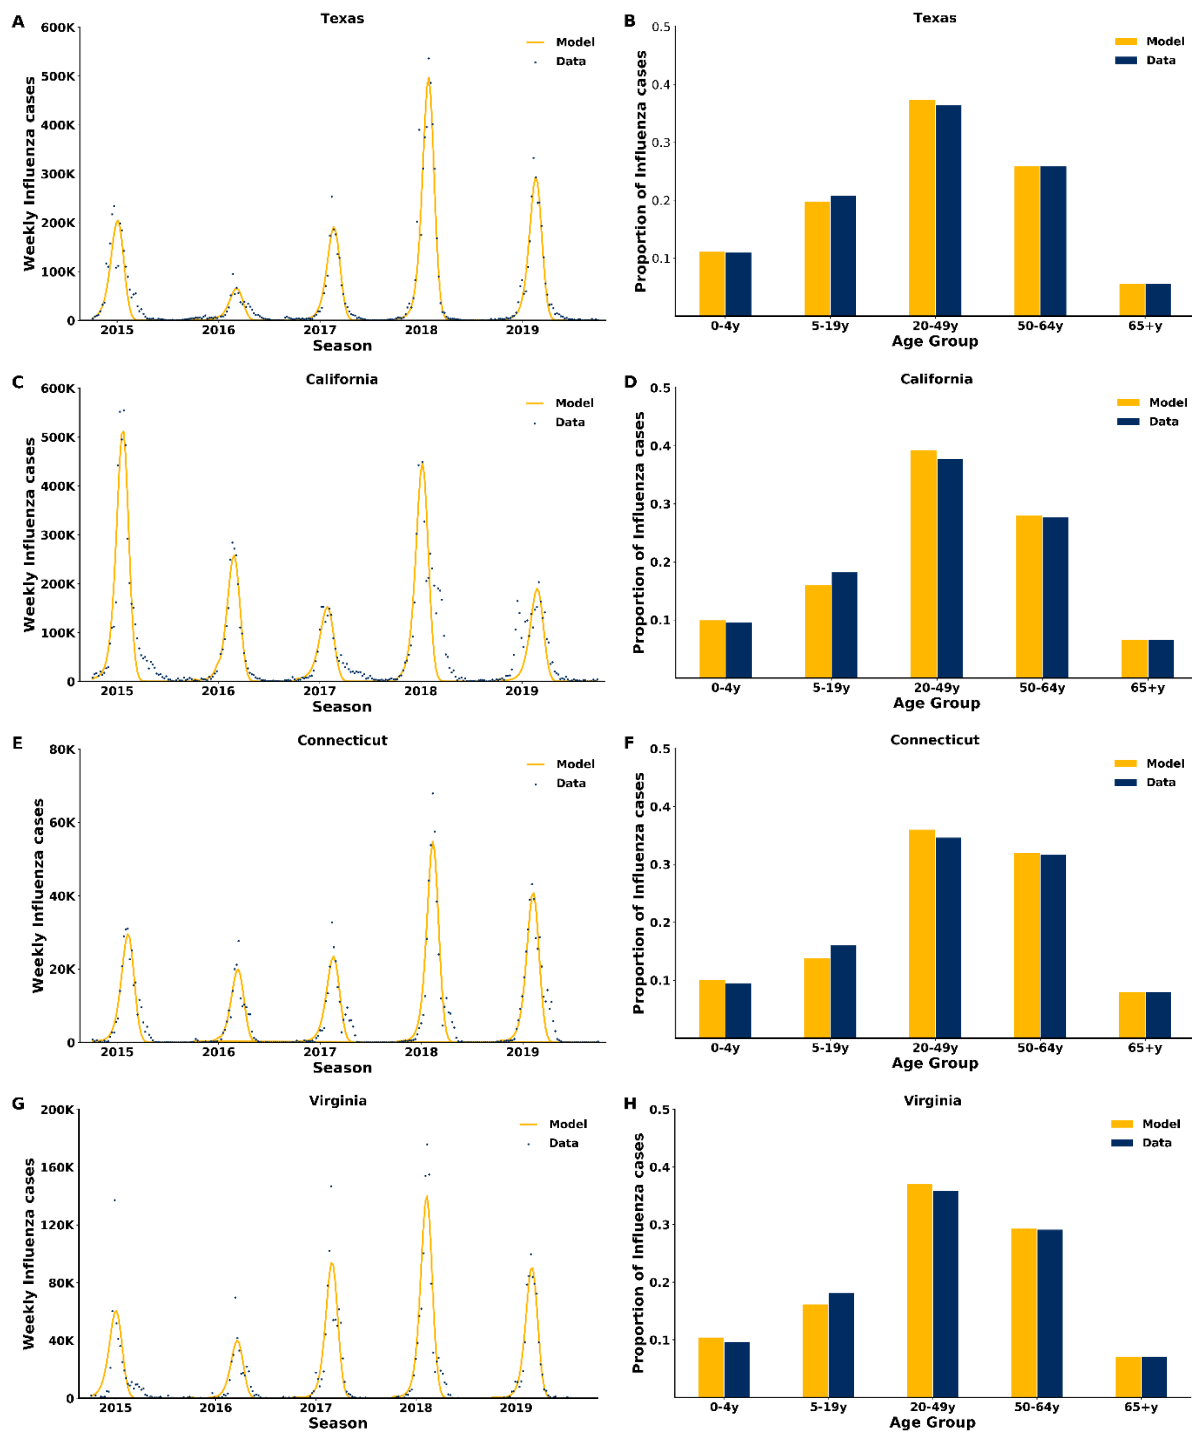 A
Texas
Model
Data
Weekly Influenza cases
600K
500K
400K
300K
200K
100K
0
2015 2016 2017 2018 2019
Season
B
Texas
Model
Data
Proportion of Influenza cases
0.5
0.4
0.3
0.2
0.1
0-4y 5-19y 20-49y 50-64y 65+y
Age Group
C
California
Model
Data
Weekly Influenza cases
600K
500K
400K
300K
200K
100K
0
2015 2016 2017 2018 2019
Season
D
California
Model
Data
Proportion of Influenza cases
0.5
0.4
0.3
0.2
0.1
0-4y 5-19y 20-49y 50-64y 65+y
Age Group
E
Connecticut
Model
Data
Weekly Influenza cases
80K
60K
40K
20K
0
2015 2016 2017 2018 2019
Season
F
Connecticut
Model
Data
Proportion of Influenza cases
0.5
0.4
0.3
0.2
0.1
0-4y 5-19y 20-49y 50-64y 65+y
Age Group
G
Virginia
Model
Data
Weekly Influenza cases
200K
160K
120K
80K
40K
0
2015 2016 2017 2018 2019
Season
H
Virginia
Model
Data
Proportion of Influenza cases
0.5
0.4
0.3
0.2
0.1
0-4y 5-19y 20-49y 50-64y 65+y
Age Group